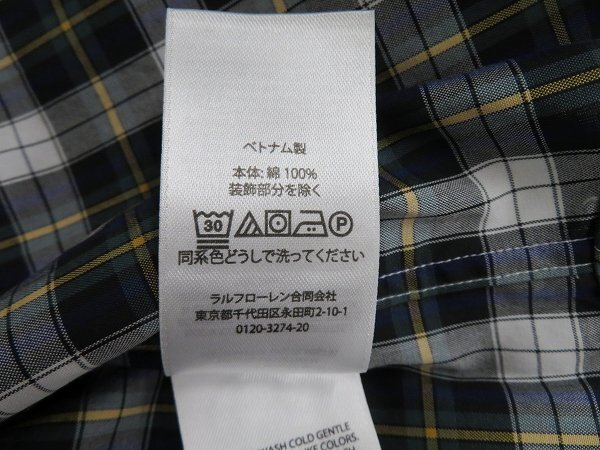 ベトナム製
本体: 綿 100%
装飾部分を除く
30 P
同系色どうしで洗ってください
ラルフローレン合同会社
東京都千代田区永田町2-10-1
0120-3274-20
WASH COLD GENTLE
COLORS.